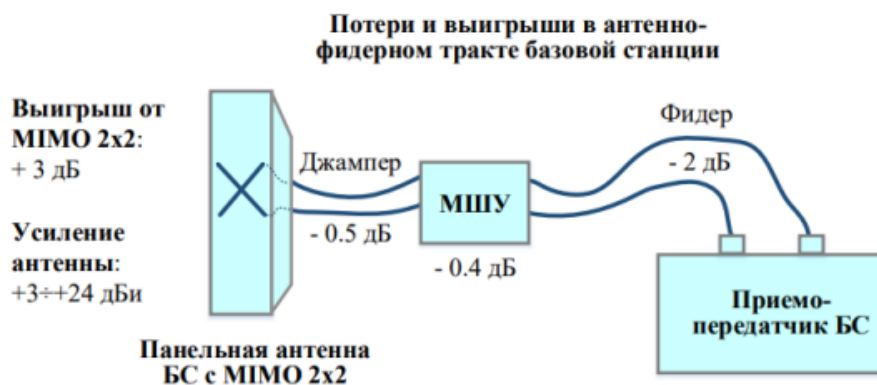 Потери и выигрыши в антенно-
фидерном тракте базовой станции
Выигрыш от
MIMO 2x2:
+ 3 дБ
Усиление
антенны:
+3÷+24 дБи
Джампер
- 0.5 дБ
МШУ
- 0.4 дБ
Фидер
- 2 дБ
Приемо-
передатчик БС
Панельная антенна
БС с MIMO 2x2